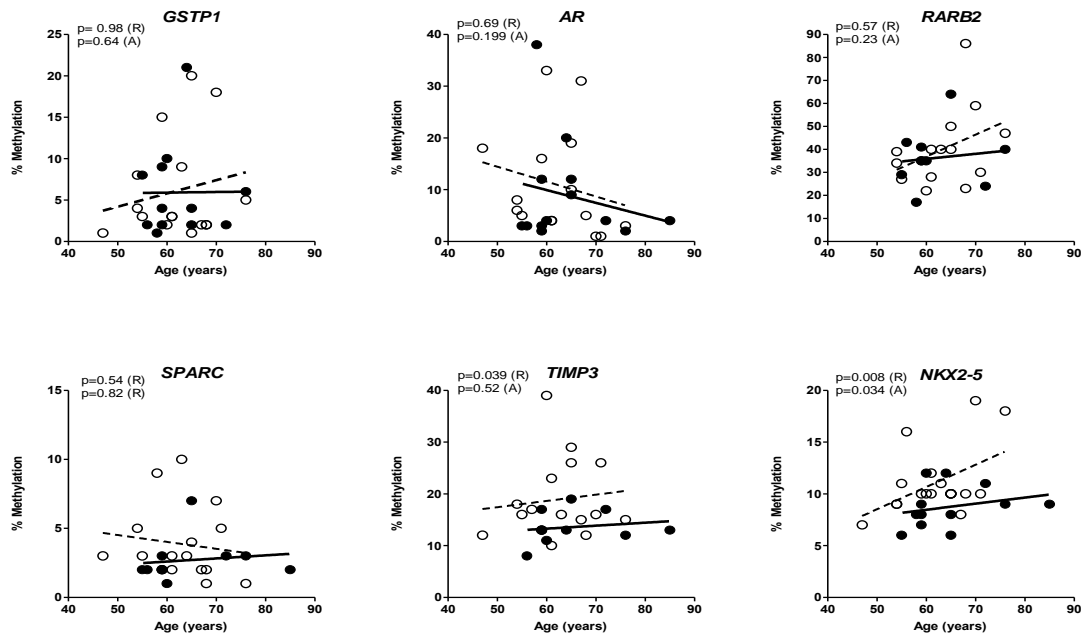 GSTP1
p= 0.98 (R)
p=0.64 (A)
25
20
15
10
5
0
% Methylation
40 50 60 70 80 90
Age (years)
AR
p=0.69 (R)
p=0.199 (A)
40
30
20
10
0
% Methylation
40 50 60 70 80 90
Age (years)
RARB2
p=0.57 (R)
p=0.23 (A)
90
80
70
60
50
40
30
20
10
0
% Methylation
40 50 60 70 80 90
Age (years)
SPARC
p=0.54 (R)
p=0.82 (R)
15
10
5
0
% Methylation
40 50 60 70 80 90
Age (years)
TIMP3
p=0.039 (R)
p=0.52 (A)
40
30
20
10
0
% Methylation
40 50 60 70 80 90
Age (years)
NKX2-5
p=0.008 (R)
p=0.034 (A)
20
15
10
5
0
% Methylation
40 50 60 70 80 90
Age (years)